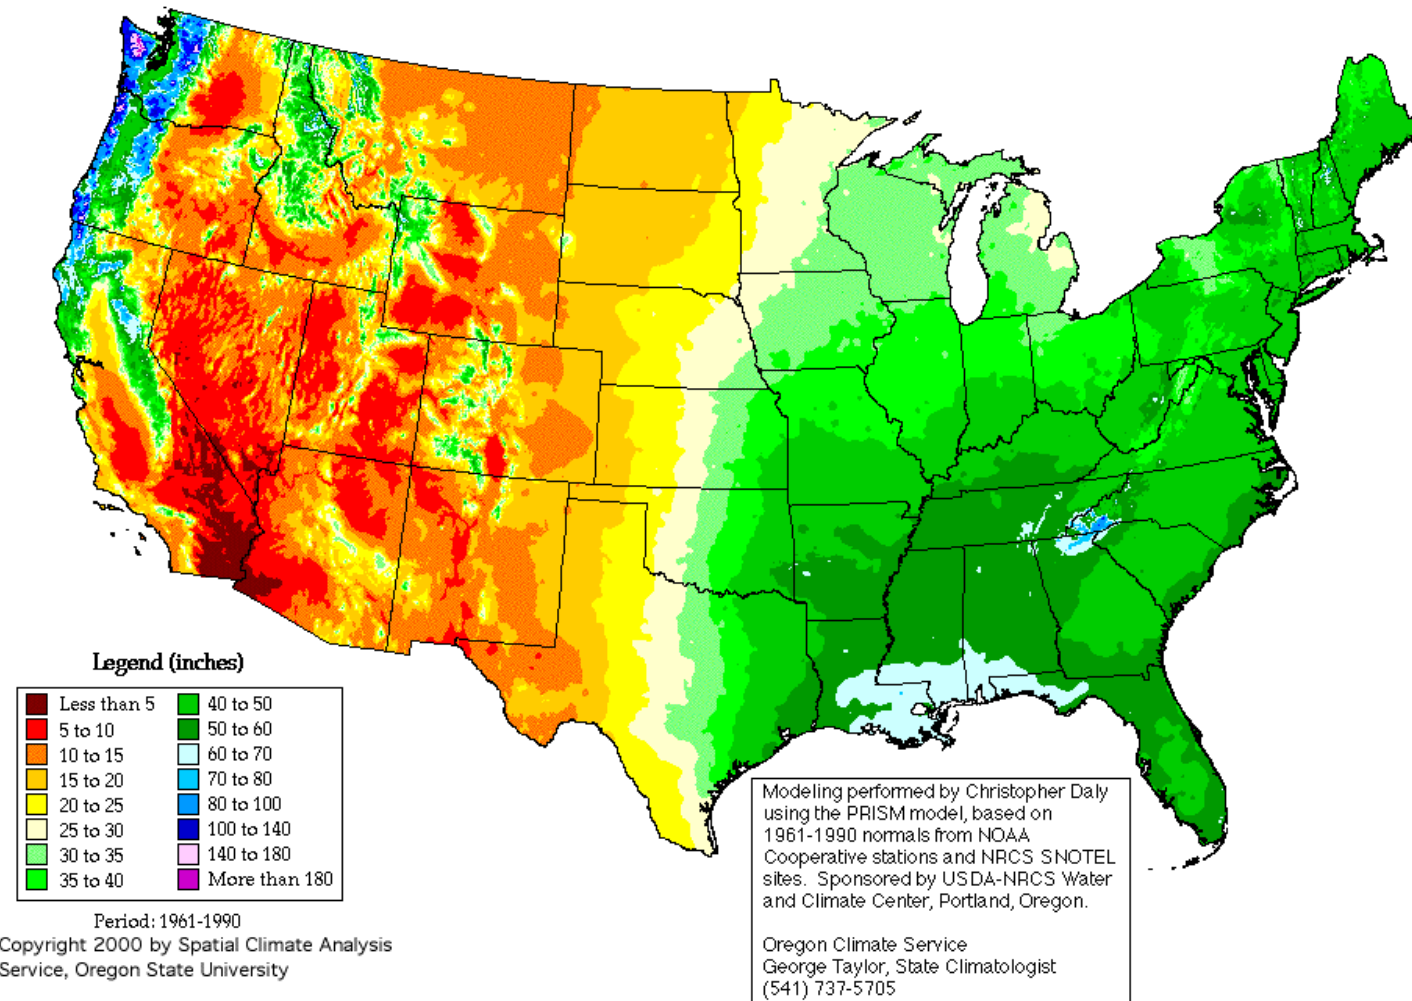 Legend (inches)
Less than 5
5 to 10
10 to 15
15 to 20
20 to 25
25 to 30
30 to 35
35 to 40
40 to 50
50 to 60
60 to 70
70 to 80
80 to 100
100 to 140
140 to 180
More than 180
Period: 1961-1990
Copyright 2000 by Spatial Climate Analysis
Service, Oregon State University
Modeling performed by Christopher Daly
using the PRISM model, based on
1961-1990 normals from NOAA
Cooperative stations and NRCS SNOTEL
sites. Sponsored by USDA-NRCS Water
and Climate Center, Portland, Oregon.
Oregon Climate Service
George Taylor, State Climatologist
(541) 737-5705